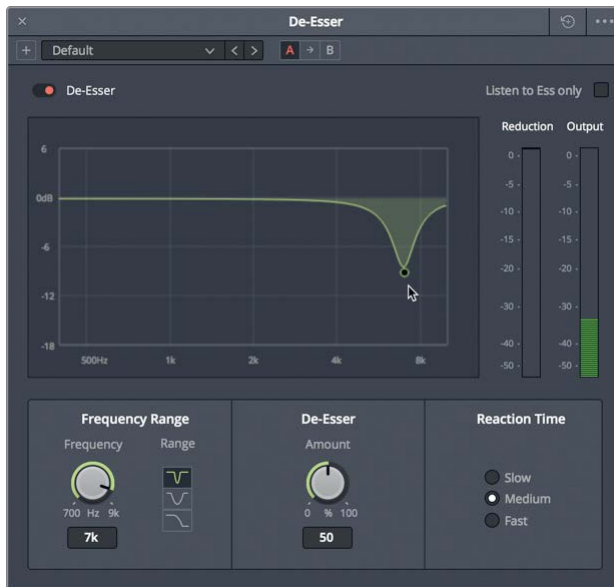 De-Esser
Default
A
B
De-Esser
Listen to Ess only
Reduction Output
6
0dB
-6
-12
-18
500Hz 1k 2k 4k 8k
0 -
-5 -
-10 -
-15 -
-20 -
-30 -
-40 -
-50 -
0 -
-5 -
-10 -
-15 -
-20 -
-30 -
-40 -
-50 -
Frequency Range
Frequency Range
700 Hz 9k
7k
De-Esser
Amount
0 % 100
50
Reaction Time
Slow
Medium
Fast